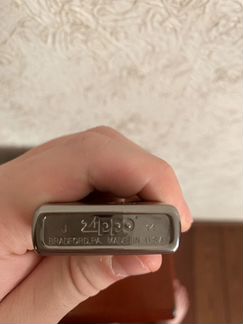 J Zippo
BRADFORD, PA. MADE IN U.S.A.